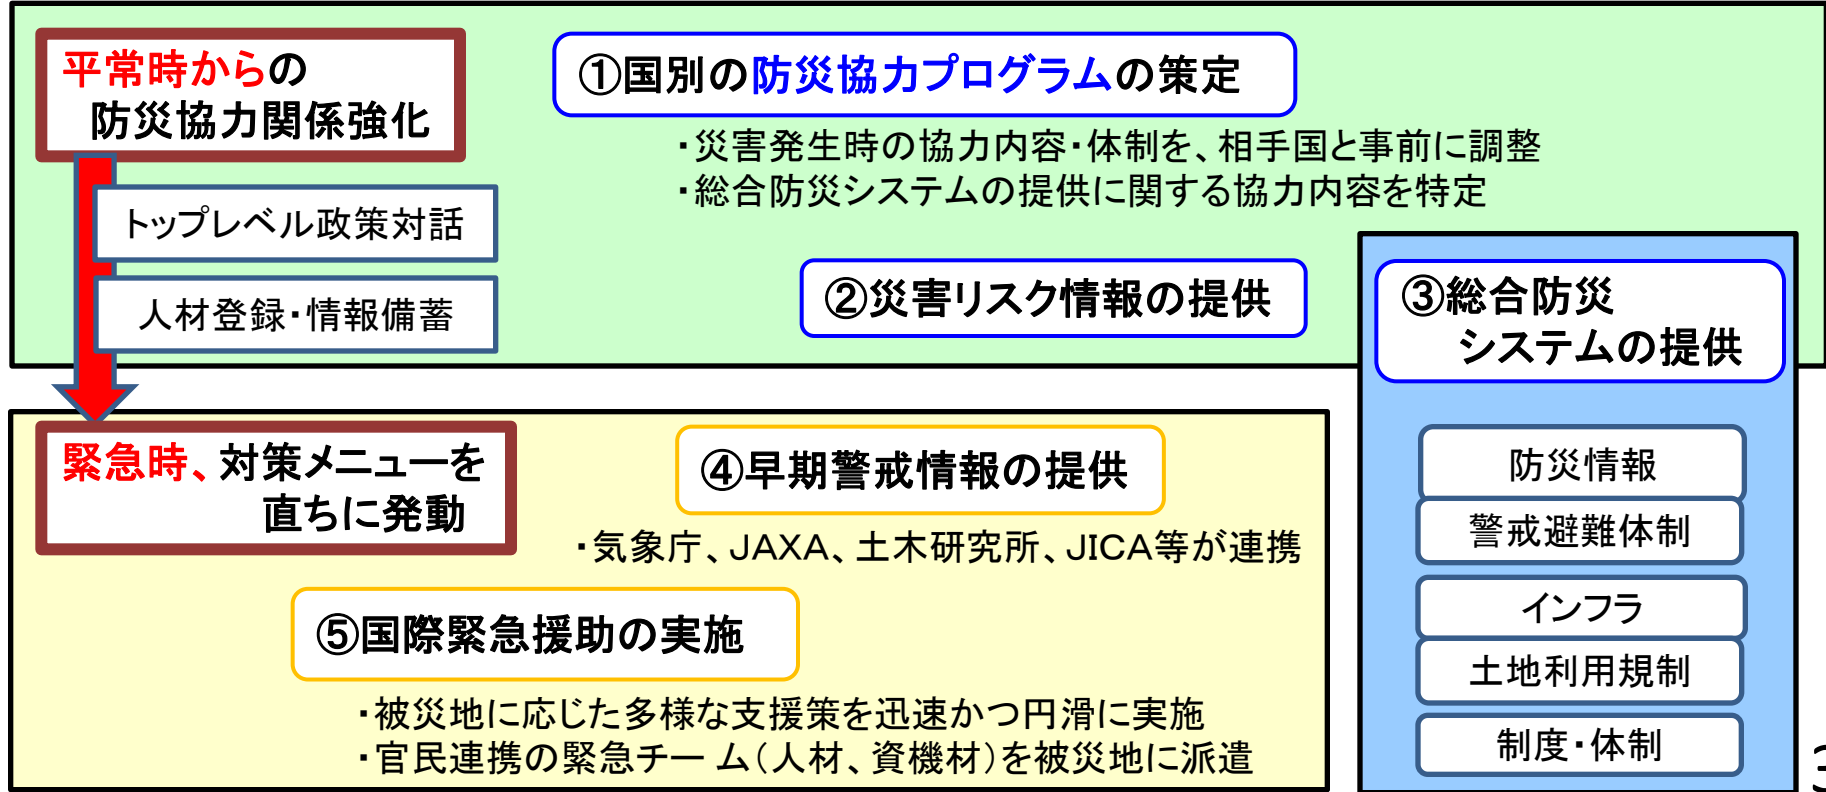 平常時からの
防災協力関係強化
①国別の防災協力プログラムの策定
・災害発生時の協力内容・体制を、相手国と事前に調整
・総合防災システムの提供に関する協力内容を特定
トップレベル政策対話
人材登録・情報備蓄
②災害リスク情報の提供
③総合防災
システムの提供
防災情報
警戒避難体制
インフラ
土地利用規制
制度・体制
緊急時、対策メニューを
直ちに発動
④早期警戒情報の提供
・気象庁、JAXA、土木研究所、JICA等が連携
⑤国際緊急援助の実施
・被災地に応じた多様な支援策を迅速かつ円滑に実施
・官民連携の緊急チーム(人材、資機材)を被災地に派遣